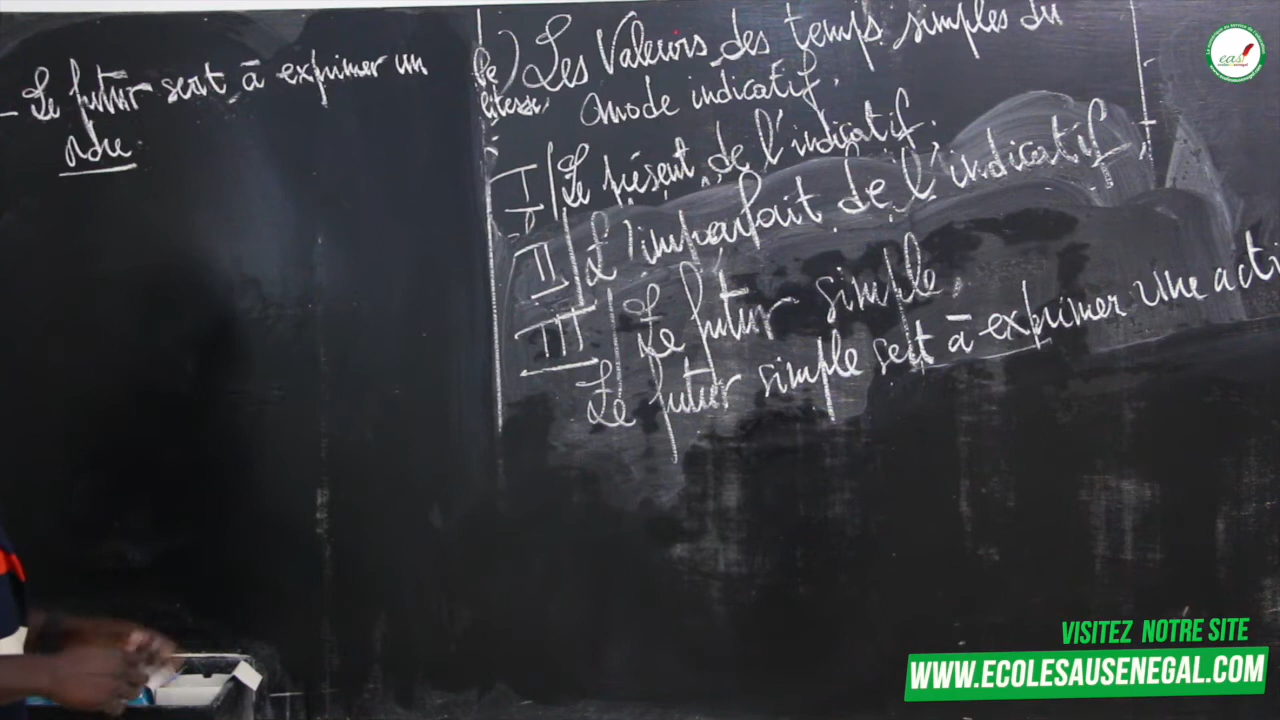 - Le futur sert à exprimer un
ordre.
litesse
) Les Valeurs des temps simples du
mode indicatif.
I Le présent de l'indicatif.
II L'imparfait de l'indicatif.
III Le futur simple.
Le futur simple sert à exprimer une acti
eas!
VISITEZ NOTRE SITE
WWW.ECOLESAUSENEGAL.COM